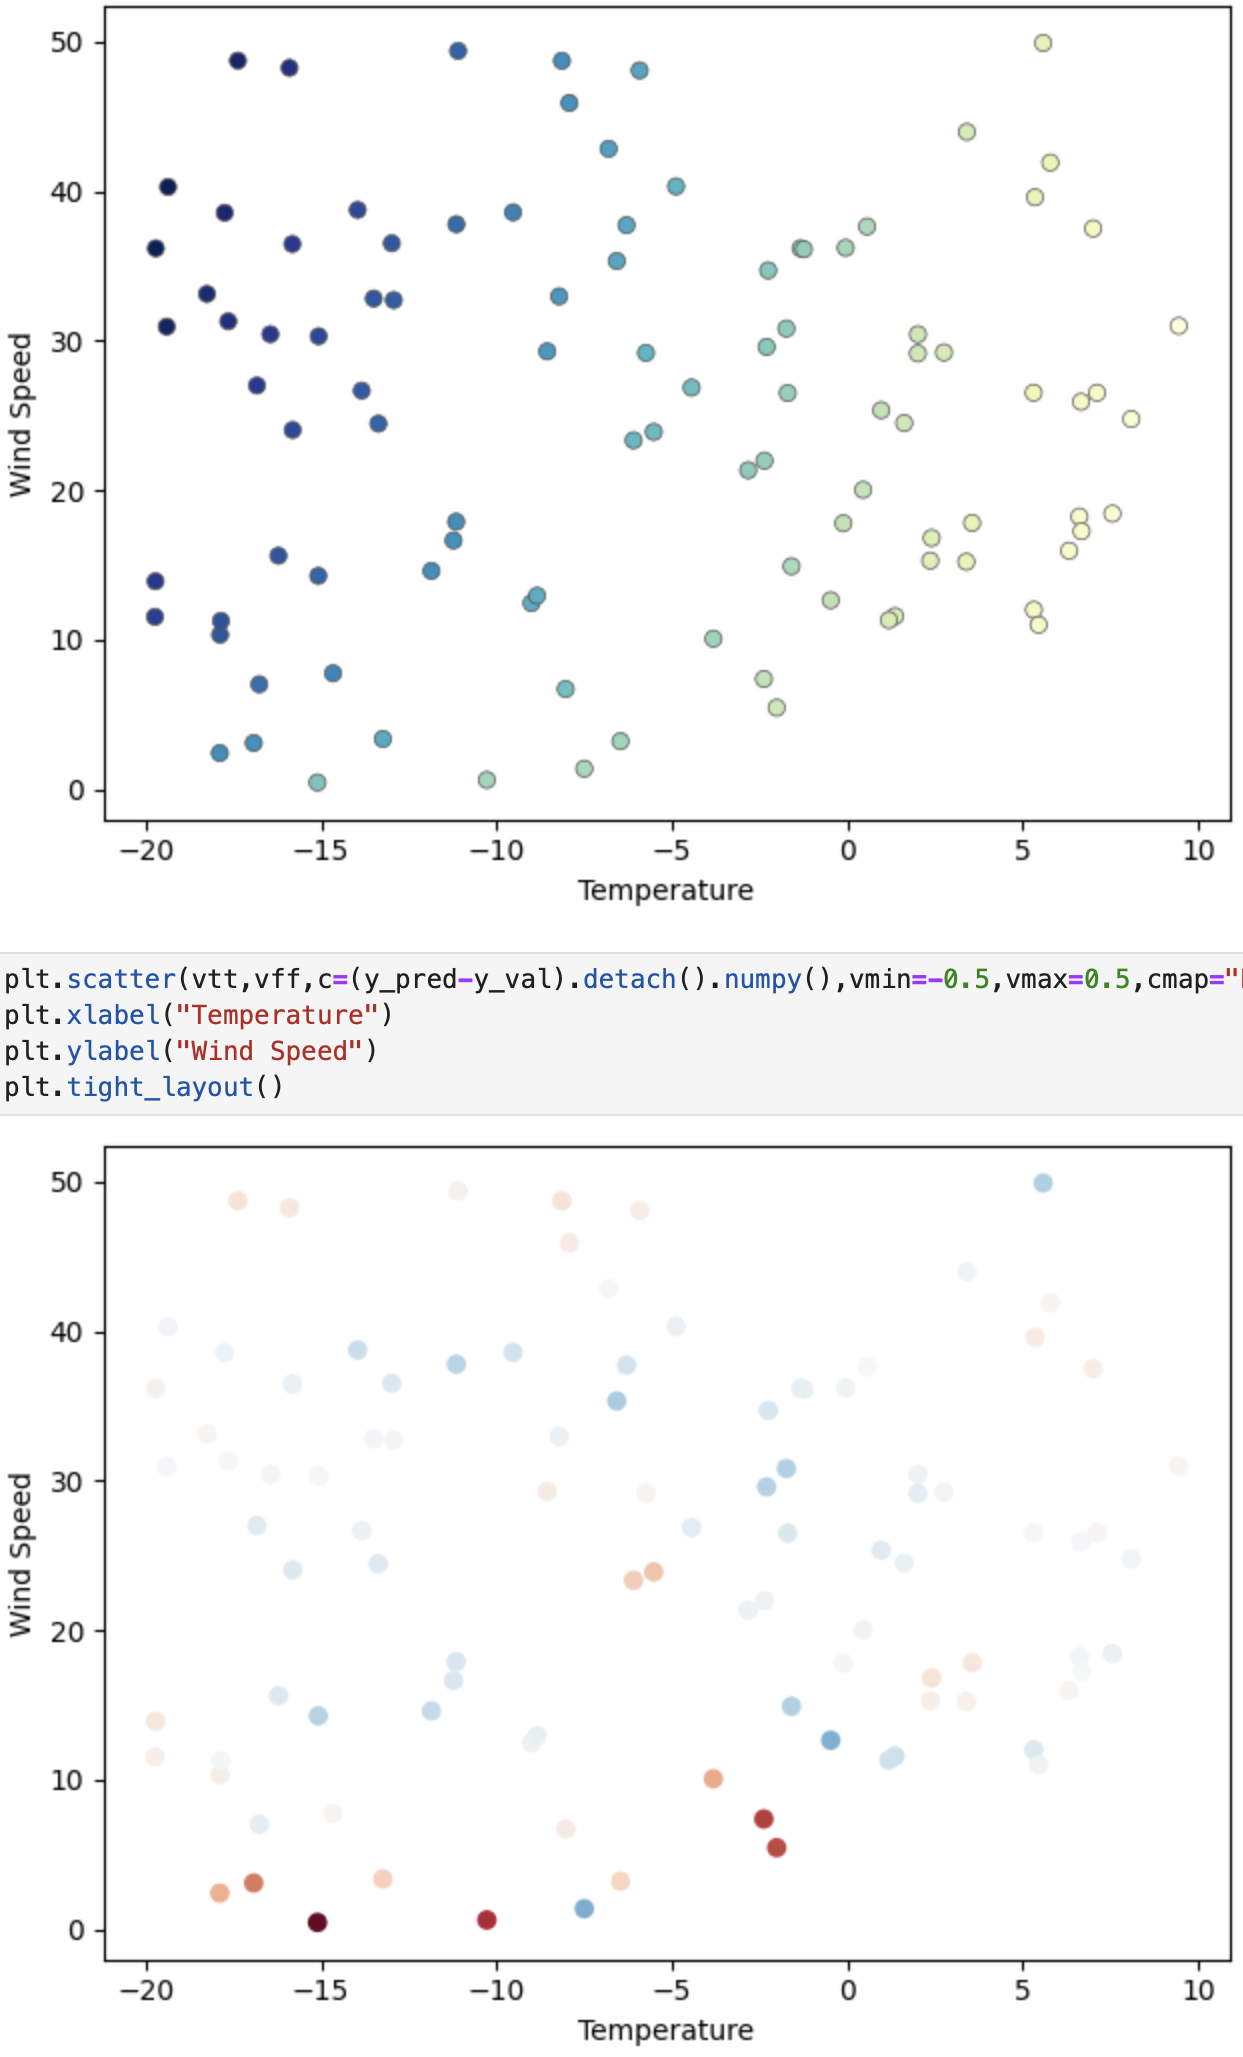 50
40
30
20
10
0
Wind Speed
−20 −15 −10 −5 0 5 10
Temperature
plt.scatter(vtt,vff,c=(y_pred−y_val).detach().numpy(),vmin=−0.5,vmax=0.5,cmap="
plt.xlabel("Temperature")
plt.ylabel("Wind Speed")
plt.tight_layout()
50
40
30
20
10
0
Wind Speed
−20 −15 −10 −5 0 5 10
Temperature